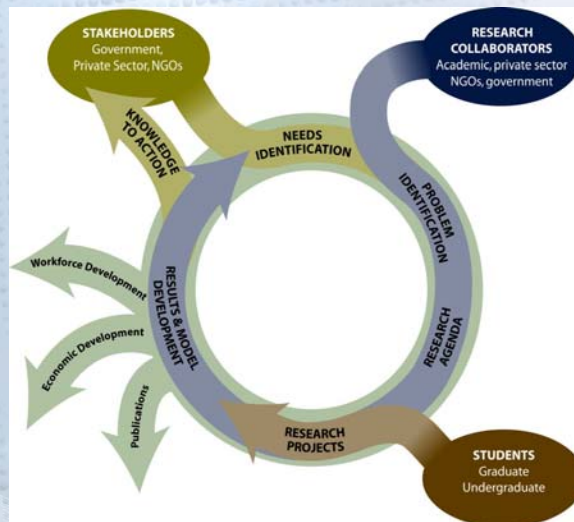 STAKEHOLDERS
Government,
Private Sector, NGOs
RESEARCH
COLLABORATORS
Academic, private sector
NGOs, government
KNOWLEDGE
TO ACTION
NEEDS
IDENTIFICATION
PROBLEM
IDENTIFICATION
RESEARCH
AGENDA
STUDENTS
Graduate
Undergraduate
RESEARCH
PROJECTS
RESULTS & MODEL
DEVELOPMENT
Workforce Development
Economic Development
Publications